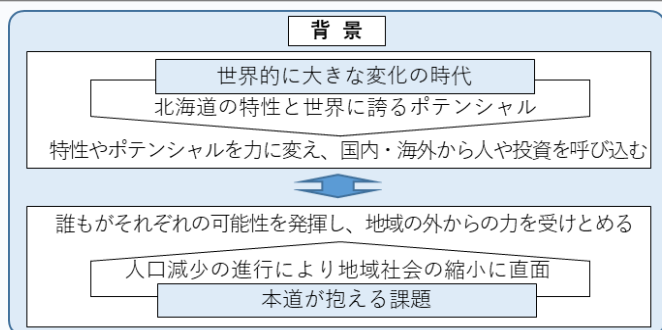 背 景
世界的に大きな変化の時代
北海道の特性と世界に誇るポテンシャル
特性やポテンシャルを力に変え、国内・海外から人や投資を呼び込む
誰もがそれぞれの可能性を発揮し、地域の外からの力を受けとめる
人口減少の進行により地域社会の縮小に直面
本道が抱える課題